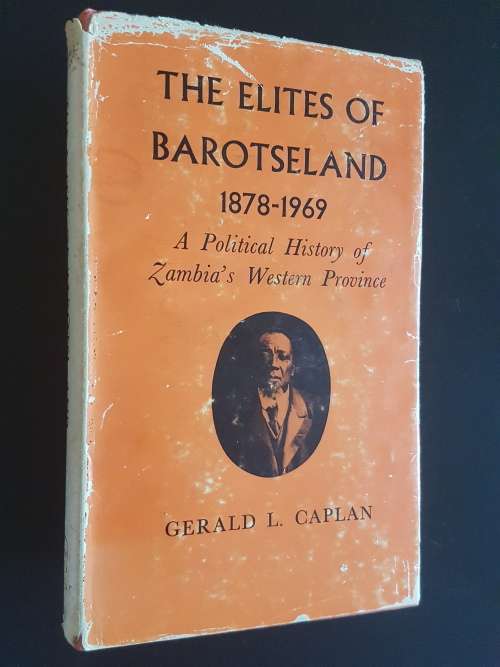 THE ELITES OF
BAROTSELAND
1878-1969
A Political History of
Zambia's Western Province
GERALD L. CAPLAN